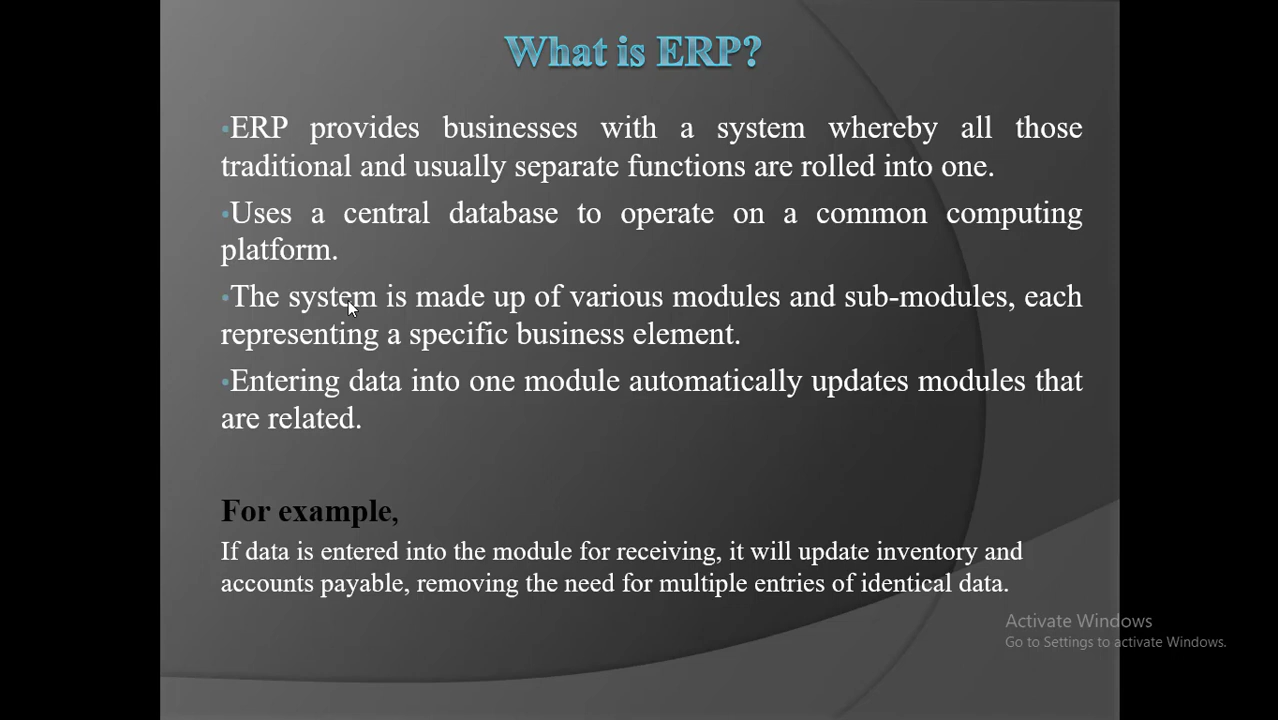 What is ERP?
•ERP provides businesses with a system whereby all those
traditional and usually separate functions are rolled into one.
•Uses a central database to operate on a common computing
platform.
•The system is made up of various modules and sub-modules, each
representing a specific business element.
•Entering data into one module automatically updates modules that
are related.
For example,
If data is entered into the module for receiving, it will update inventory and
accounts payable, removing the need for multiple entries of identical data.
Activate Windows
Go to Settings to activate Windows.